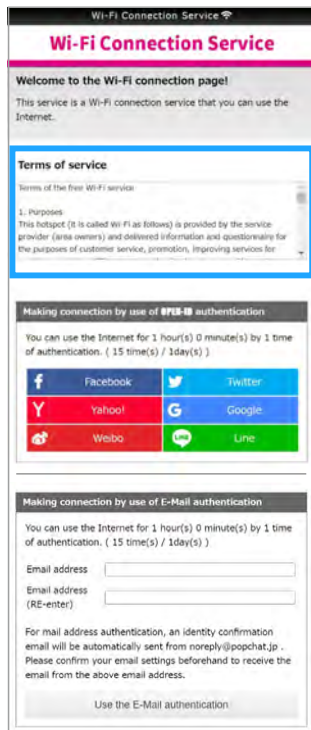 Wi-Fi Connection Service
Wi-Fi Connection Service
Welcome to the Wi-Fi connection page!
This service is a Wi-Fi connection service that you can use the
Internet.
Terms of service
Terms of the free Wi-Fi service
1. Purposes
This hotspot (it is called Wi-Fi as follows) is provided by the service
provider (area owners) and delivered information and questionnaire for
the purposes of customer service, promotion, improving services for
Making connection by use of OPEN-ID authentication
You can use the Internet for 1 hour(s) 0 minute(s) by 1 time
of authentication. ( 15 time(s) / 1day(s) )
Facebook
Twitter
Yahoo!
Google
Weibo
LINE Line
Making connection by use of E-Mail authentication
You can use the Internet for 1 hour(s) 0 minute(s) by 1 time
of authentication. ( 15 time(s) / 1day(s) )
Email address
Email address
(RE-enter)
For mail address authentication, an identity confirmation
email will be automatically sent from noreply@popchat.jp .
Please confirm your email settings beforehand to receive the
email from the above email address.
Use the E-Mail authentication